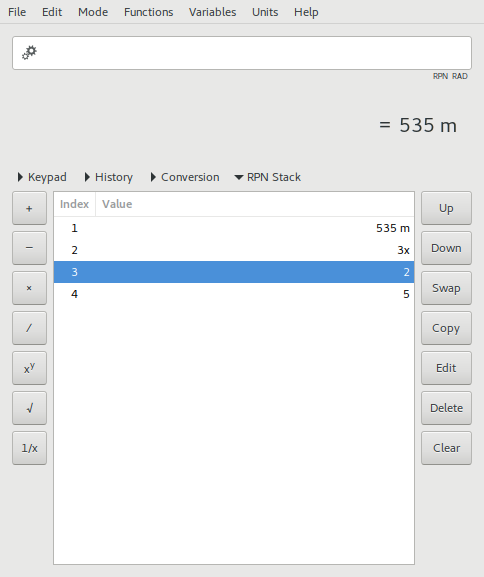 File Edit Mode Functions Variables Units Help
RPN RAD
= 535 m
Keypad History Conversion RPN Stack
Index Value
+ 1 535 m Up
2 3x
− Down
3 2
× Swap
4 5
/ Copy
xʸ Edit
√ Delete
1/x Clear